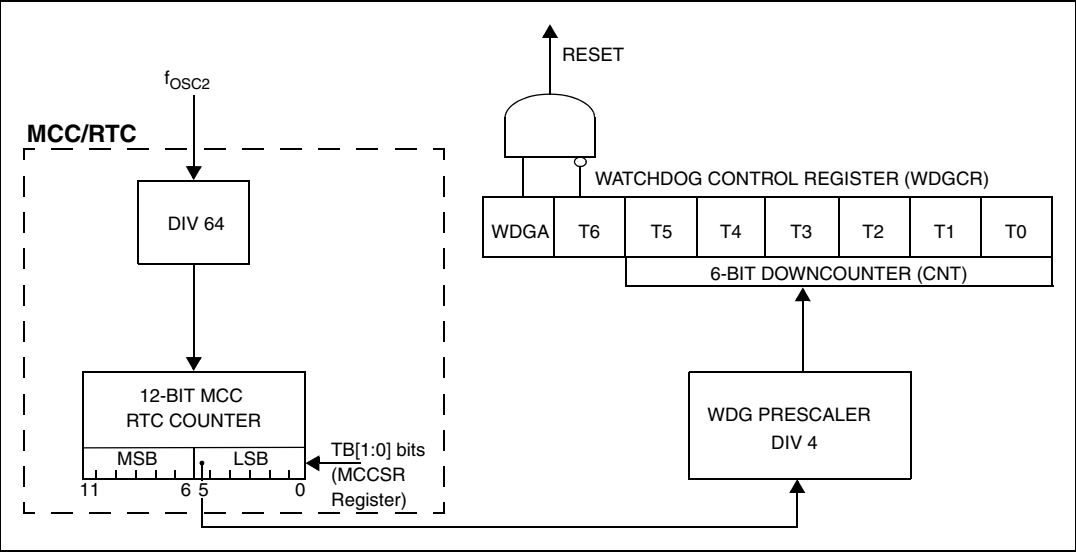 fOSC2
MCC/RTC
DIV 64
12-BIT MCC
RTC COUNTER
MSB
LSB
11
6
5
0
TB[1:0] bits
(MCCSR
Register)
RESET
WATCHDOG CONTROL REGISTER (WDGCR)
WDGA
T6
T5
T4
T3
T2
T1
T0
6-BIT DOWNCOUNTER (CNT)
WDG PRESCALER
DIV 4